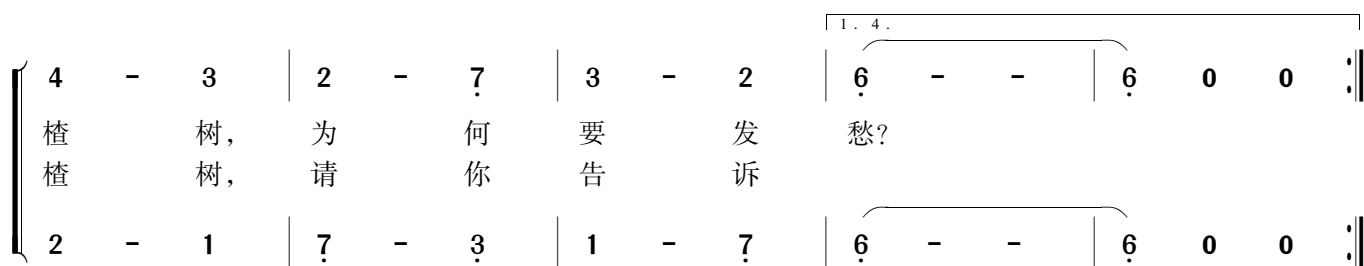 1. 4.
4 - 3 | 2 - 7̣ | 3 - 2 | 6̣ - - | 6̣ 0 0 :‖
楂 树, 为 何 要 发 愁?
楂 树, 请 你 告 诉
2 - 1 | 7̣ - 3̣ | 1 - 7̣ | 6̣ - - | 6̣ 0 0 :‖